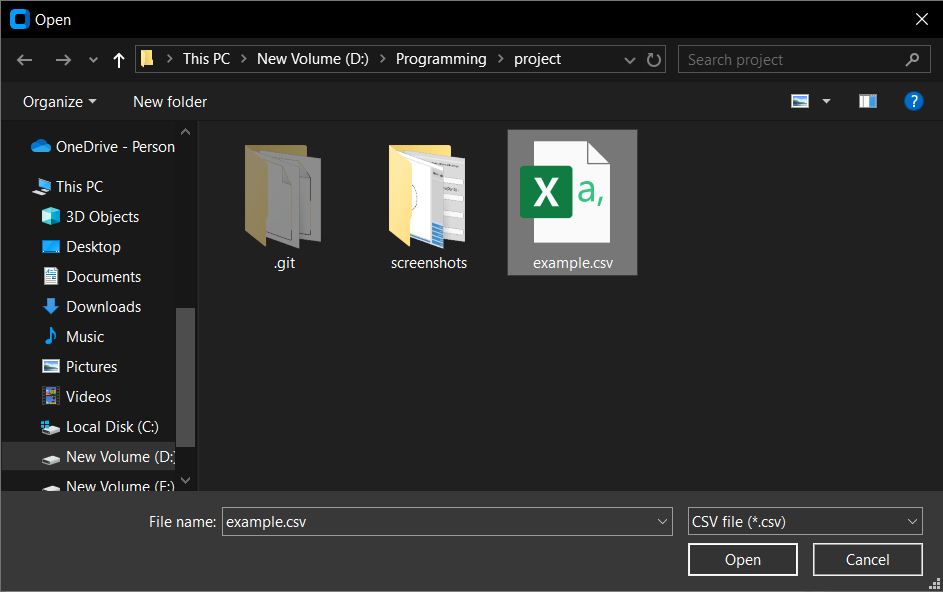 Open
This PC > New Volume (D:) > Programming > project
Search project
Organize
New folder
?
OneDrive - Person
This PC
3D Objects
Desktop
Documents
Downloads
Music
Pictures
Videos
Local Disk (C:)
New Volume (D:)
New Volume (E:)
.git
screenshots
X a,
example.csv
File name: example.csv
CSV file (*.csv)
Open
Cancel